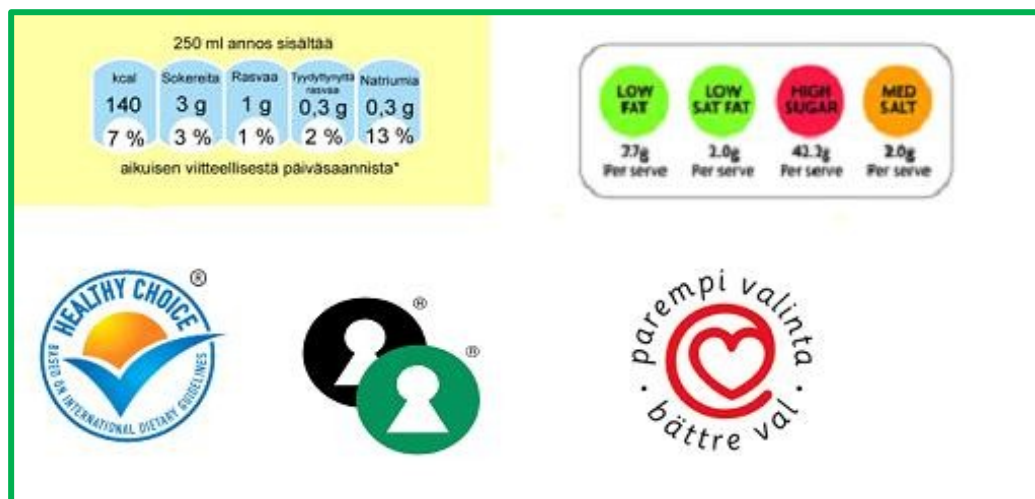 250 ml annos sisältää
kcal Sokereita Rasvaa Tyydyttynyttä rasvaa Natriumia
140 3 g 1 g 0,3 g 0,3 g
7 % 3 % 1 % 2 % 13 %
aikuisen viitteellisestä päiväsaannista*
LOW FAT LOW SAT FAT HIGH SUGAR MED SALT
7.7g 2.0g 42.2g 2.0g
Per serve Per serve Per serve Per serve
HEALTHY CHOICE ®
BASED ON INTERNATIONAL DIETARY GUIDELINES
®
®
· parempi valinta ·
bättre val